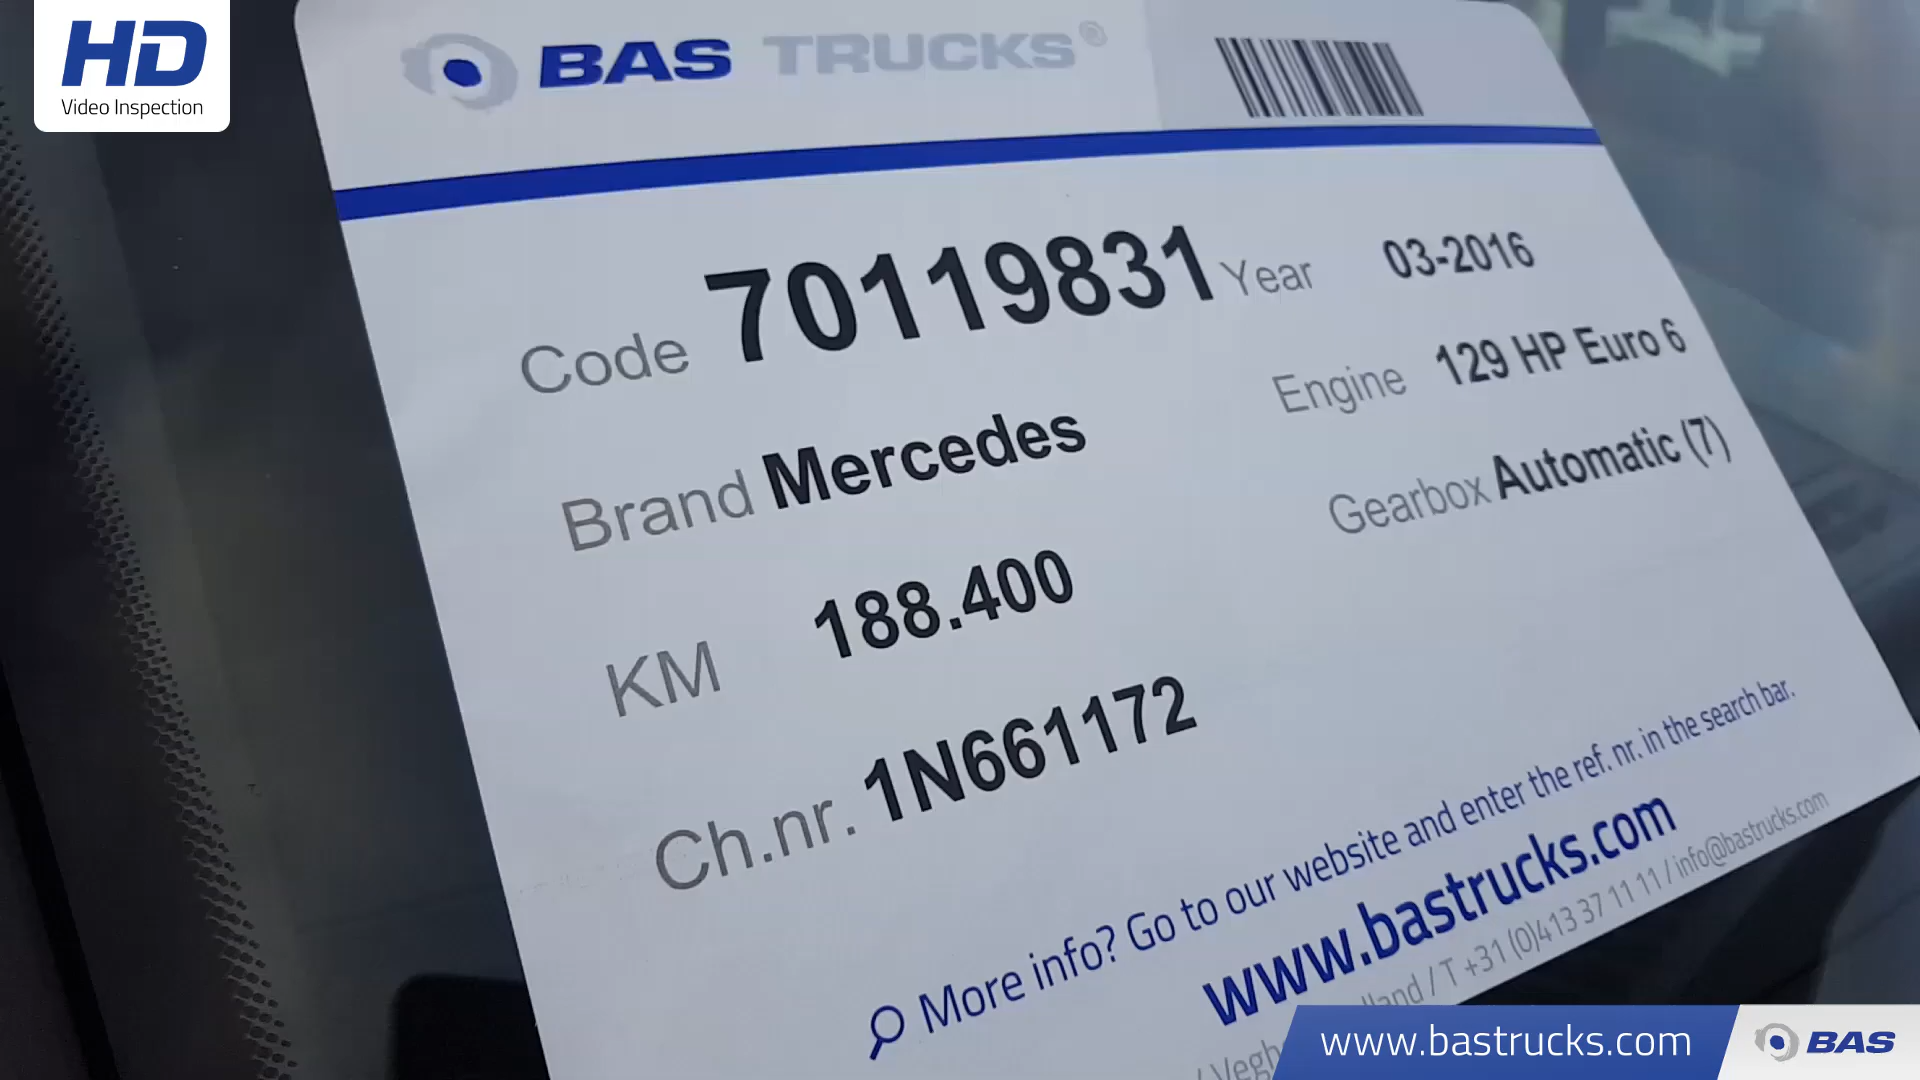 HD
Video Inspection
BAS TRUCKS®
Code 70119831
Year 03-2016
Brand Mercedes
Engine 129 HP Euro 6
KM 188.400
Gearbox Automatic (7)
Ch.nr. 1N661172
More info? Go to our website and enter the ref. nr. in the search bar.
www.bastrucks.com
/ T +31 (0)413 37 11 11 / info@bastrucks.com
www.bastrucks.com
BAS